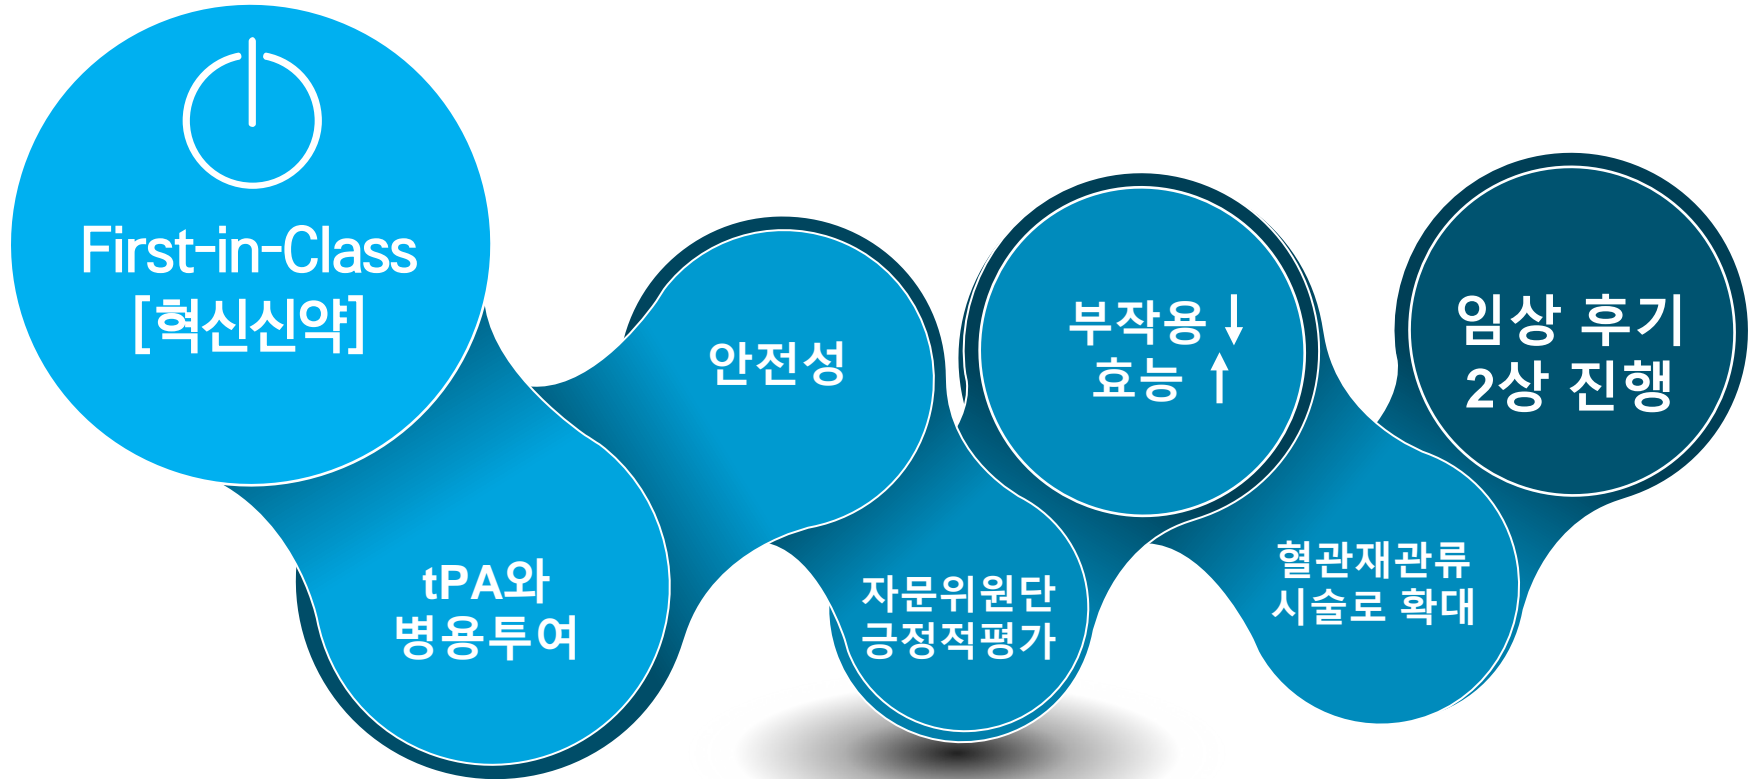 First-in-Class
[혁신신약]
tPA와
병용투여
안전성
자문위원단
긍정적평가
부작용↓
효능 ↑
혈관재관류
시술로 확대
임상 후기
2상 진행